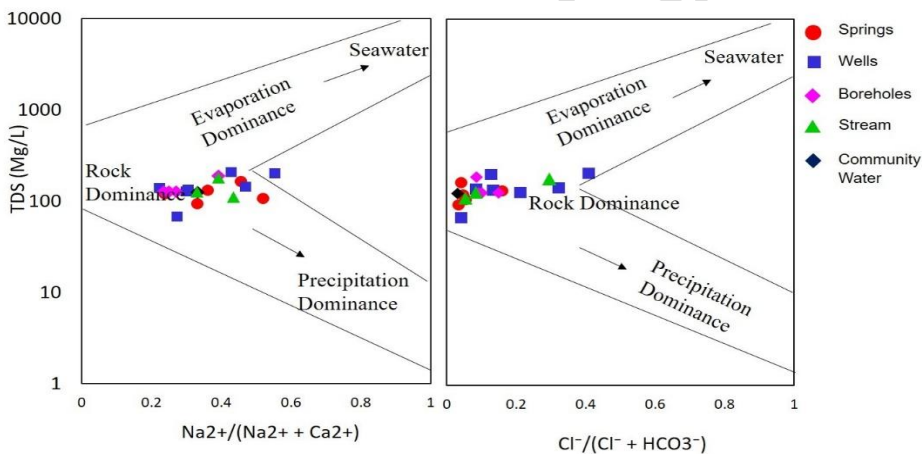 10000
1000
100
10
1
TDS (Mg/L)
Seawater
Evaporation
Dominance
Rock
Dominance
Precipitation
Dominance
0
0.2
0.4
0.6
0.8
1
Na2+/(Na2+ + Ca2+)
Seawater
Evaporation
Dominance
Rock Dominance
Precipitation
Dominance
0
0.2
0.4
0.6
0.8
1
Cl⁻/(Cl⁻ + HCO3⁻)
Springs
Wells
Boreholes
Stream
Community
Water